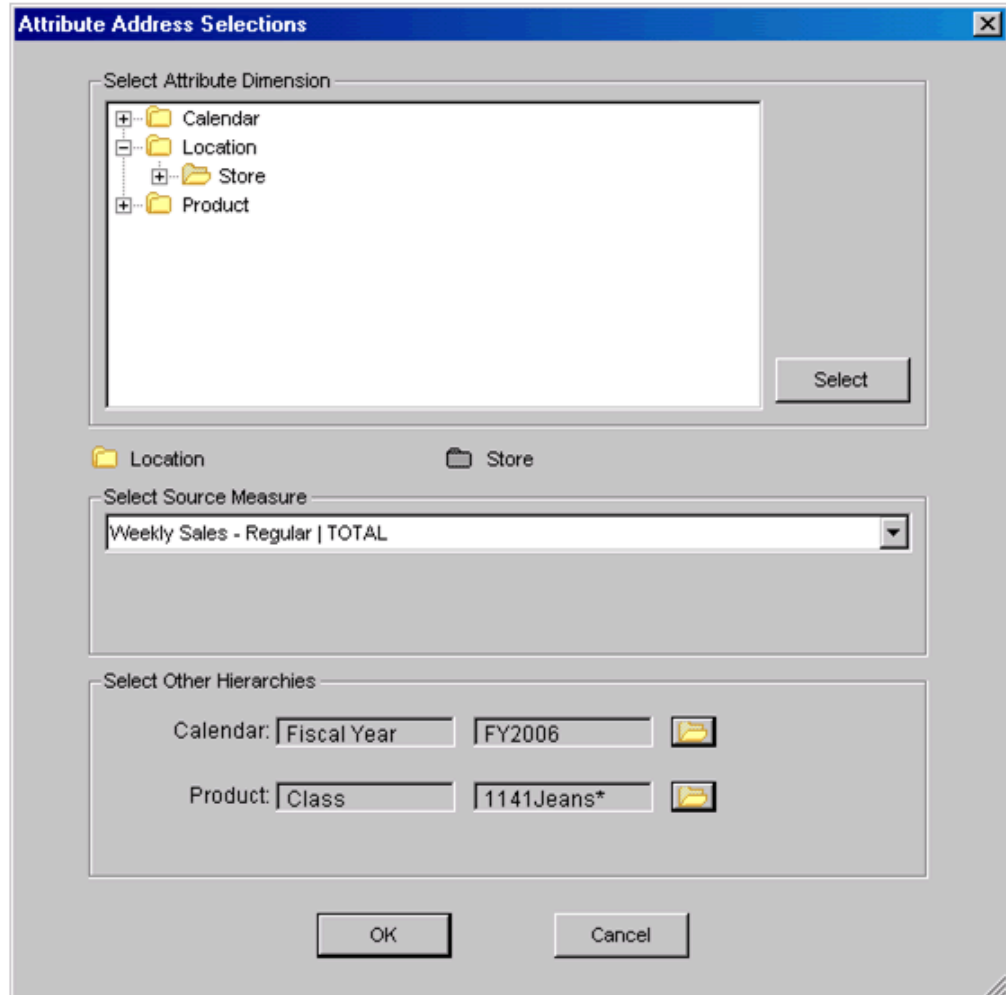 Attribute Address Selections
Select Attribute Dimension
Calendar
Location
Store
Product
Select
Location Store
Select Source Measure
Weekly Sales - Regular | TOTAL
Select Other Hierarchies
Calendar: Fiscal Year FY2006
Product: Class 1141Jeans*
OK Cancel